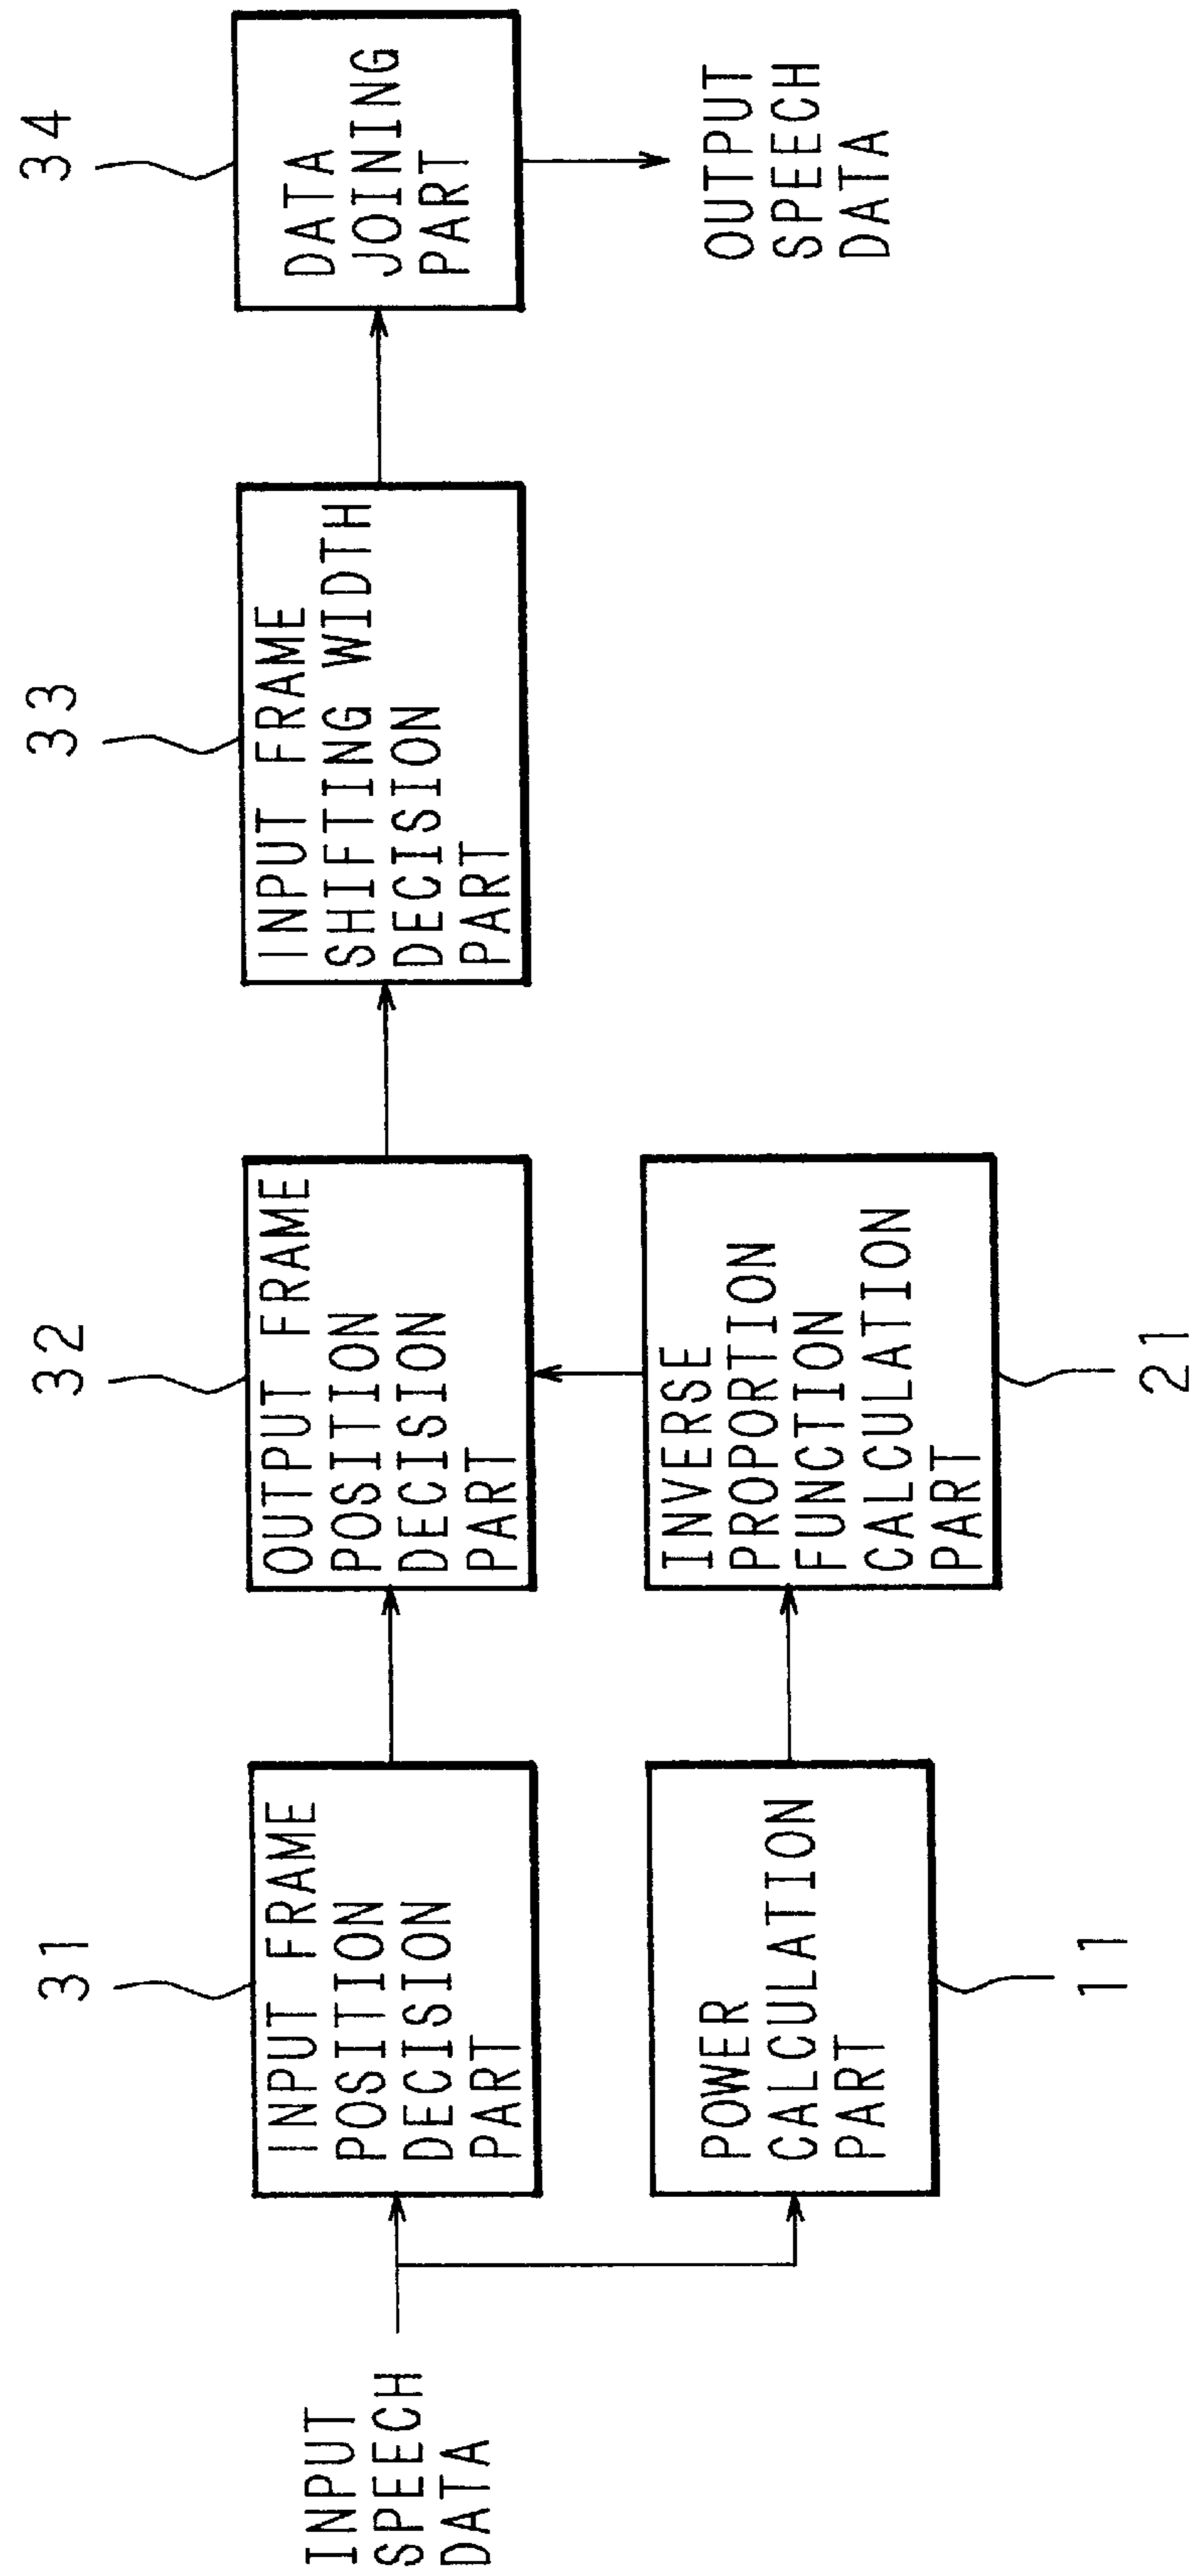 INPUT
SPEECH
DATA
31
INPUT FRAME
POSITION
DECISION
PART
32
OUTPUT FRAME
POSITION
DECISION
PART
33
INPUT FRAME
SHIFTING WIDTH
DECISION
PART
34
DATA
JOINING
PART
POWER
CALCULATION
PART
11
INVERSE
PROPORTION
FUNCTION
CALCULATION
PART
21
OUTPUT
SPEECH
DATA